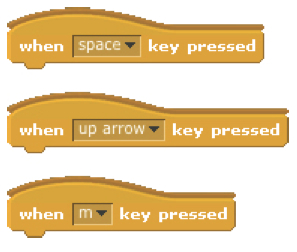 when space key pressed
when up arrow key pressed
when m key pressed